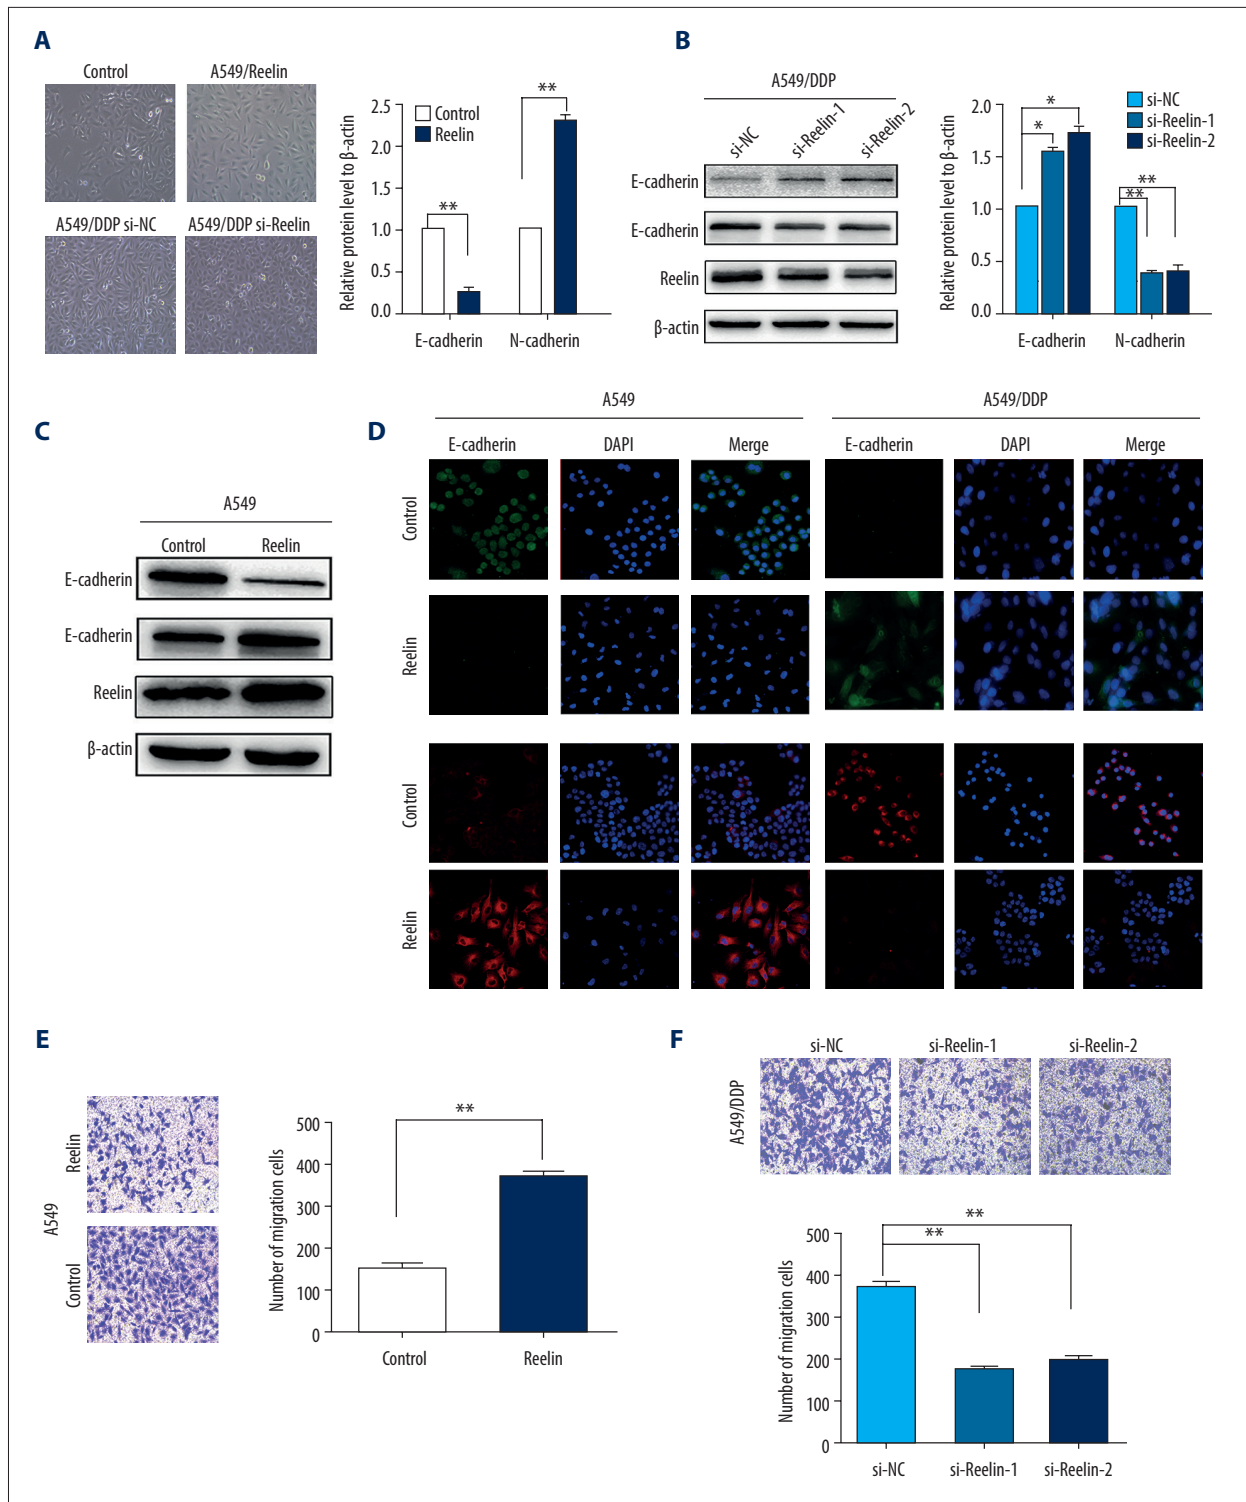 A
Control
A549/Reelin
A549/DDP si-NC
A549/DDP si-Reelin
Relative protein level to β-actin
2.5
2.0
1.5
1.0
0.5
0.0
Control
Reelin
**
**
E-cadherin
N-cadherin
B
A549/DDP
si-NC
si-Reelin-1
si-Reelin-2
E-cadherin
E-cadherin
Reelin
β-actin
Relative protein level to β-actin
2.0
1.5
1.0
0.5
0.0
si-NC
si-Reelin-1
si-Reelin-2
*
*
**
**
E-cadherin
N-cadherin
C
A549
Control
Reelin
E-cadherin
E-cadherin
Reelin
β-actin
D
A549
A549/DDP
E-cadherin
DAPI
Merge
E-cadherin
DAPI
Merge
Control
Reelin
Control
Reelin
E
A549
Reelin
Control
Number of migration cells
500
400
300
200
100
0
**
Control
Reelin
F
si-NC
si-Reelin-1
si-Reelin-2
A549/DDP
Number of migration cells
500
400
300
200
100
0
**
**
si-NC
si-Reelin-1
si-Reelin-2